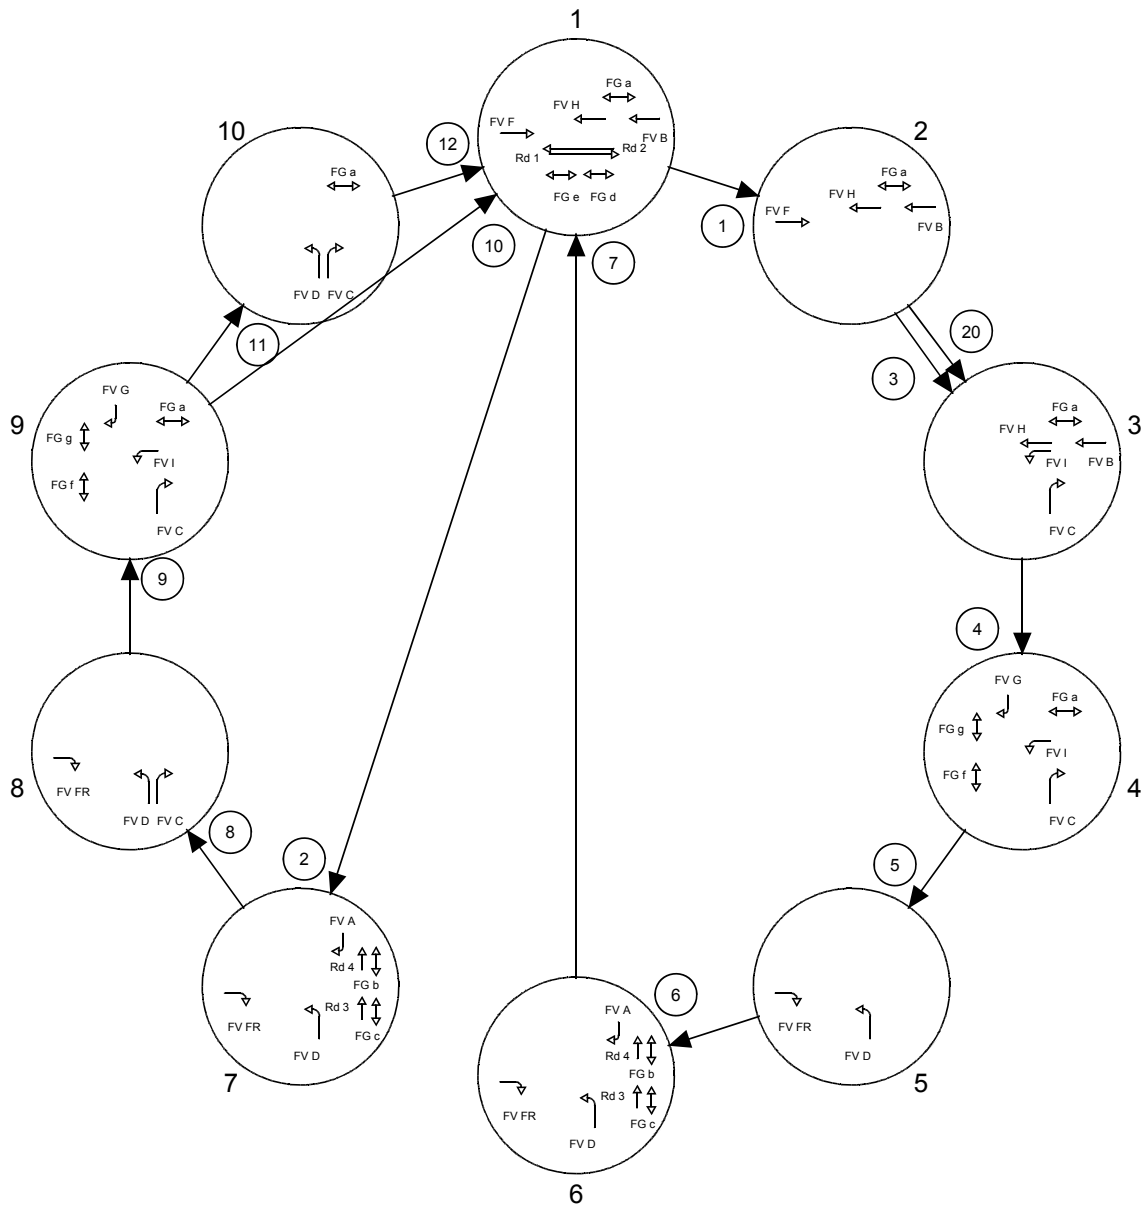 1
FG a
FV H
FV F
FV B
Rd 1
Rd 2
FG e
FG d
12
10
7
1
10
FG a
FV D
FV C
2
FG a
FV H
FV F
FV B
11
3
20
9
FV G
FG a
FG g
FV I
FG f
FV C
3
FG a
FV H
FV I
FV B
FV C
9
4
8
FV FR
FV D
FV C
4
FV G
FG a
FG g
FV I
FG f
FV C
8
2
5
7
FV A
Rd 4
FG b
Rd 3
FV FR
FG c
FV D
6
6
FV A
Rd 4
FG b
Rd 3
FV FR
FG c
FV D
5
FV FR
FV D